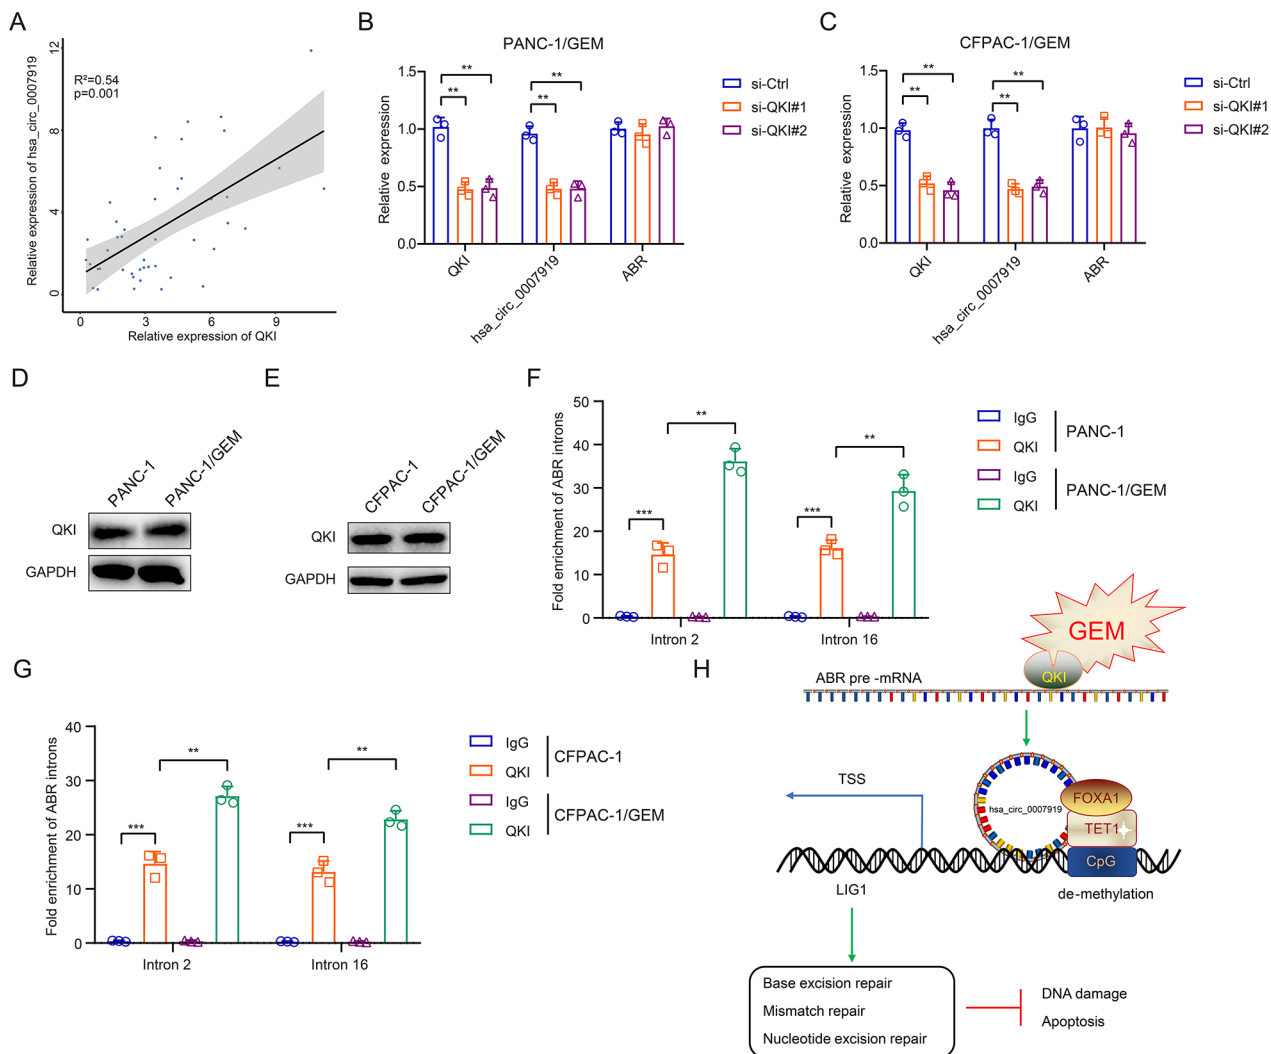 A
R²=0.54
p=0.001
Relative expression of hsa_circ_0007919
12
8
4
0
0
3
6
9
Relative expression of QKI
B
PANC-1/GEM
Relative expression
1.5
1.0
0.5
0.0
**
**
**
**
QKI
hsa_circ_0007919
ABR
si-Ctrl
si-QKI#1
si-QKI#2
C
CFPAC-1/GEM
Relative expression
1.5
1.0
0.5
0.0
**
**
**
**
QKI
hsa_circ_0007919
ABR
si-Ctrl
si-QKI#1
si-QKI#2
D
PANC-1
PANC-1/GEM
QKI
GAPDH
E
CFPAC-1
CFPAC-1/GEM
QKI
GAPDH
F
Fold enrichment of ABR introns
50
40
30
20
10
0
***
**
***
**
Intron 2
Intron 16
IgG
QKI
PANC-1
IgG
QKI
PANC-1/GEM
G
Fold enrichment of ABR introns
40
30
20
10
0
***
**
***
**
Intron 2
Intron 16
IgG
QKI
CFPAC-1
IgG
QKI
CFPAC-1/GEM
H
GEM
QKI
ABR pre -mRNA
TSS
hsa_circ_0007919
FOXA1
TET1
CpG
LIG1
de-methylation
Base excision repair
Mismatch repair
Nucleotide excision repair
DNA damage
Apoptosis